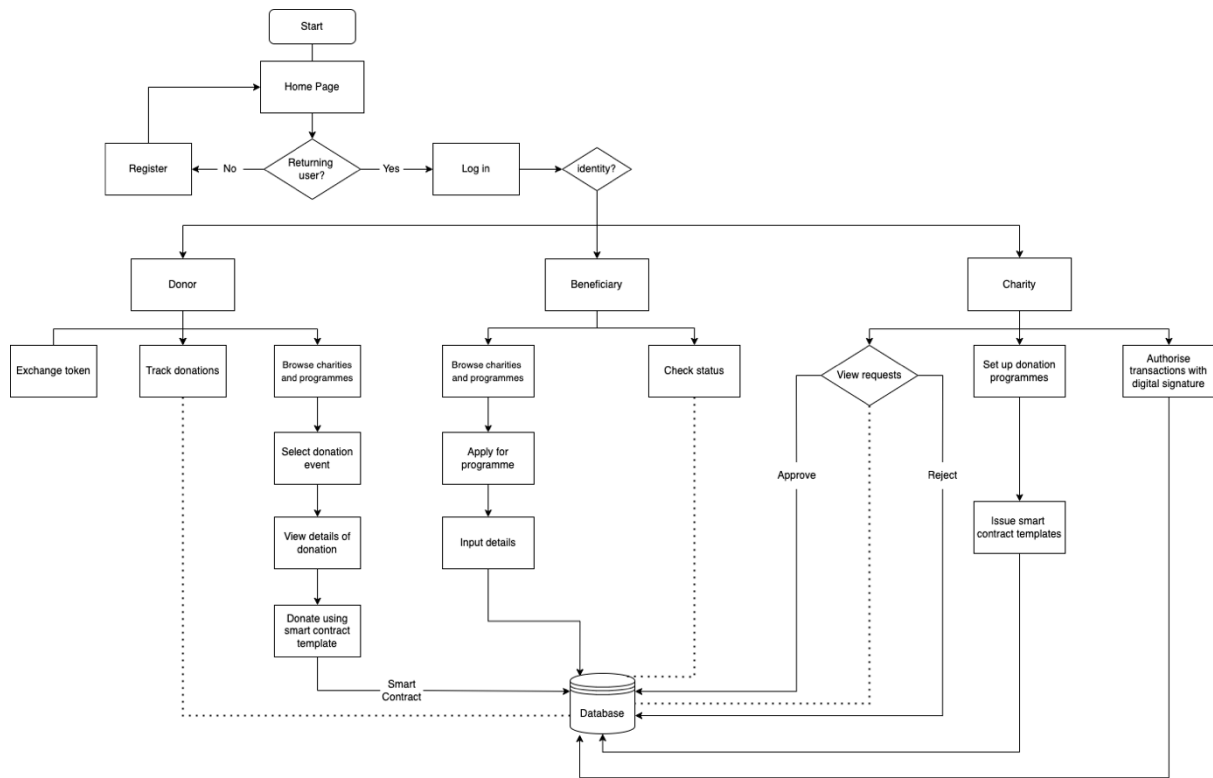 Start
Home Page
Register
No
Returning
user?
Yes
Log in
identity?
Donor
Beneficiary
Charity
Exchange token
Track donations
Browse charities
and programmes
Browse charities
and programmes
Check status
View requests
Set up donation
programmes
Authorise
transactions with
digital signature
Select donation
event
Apply for
programme
Approve
Reject
View details of
donation
Input details
Issue smart
contract templates
Donate using
smart contract
template
Smart
Contract
Database